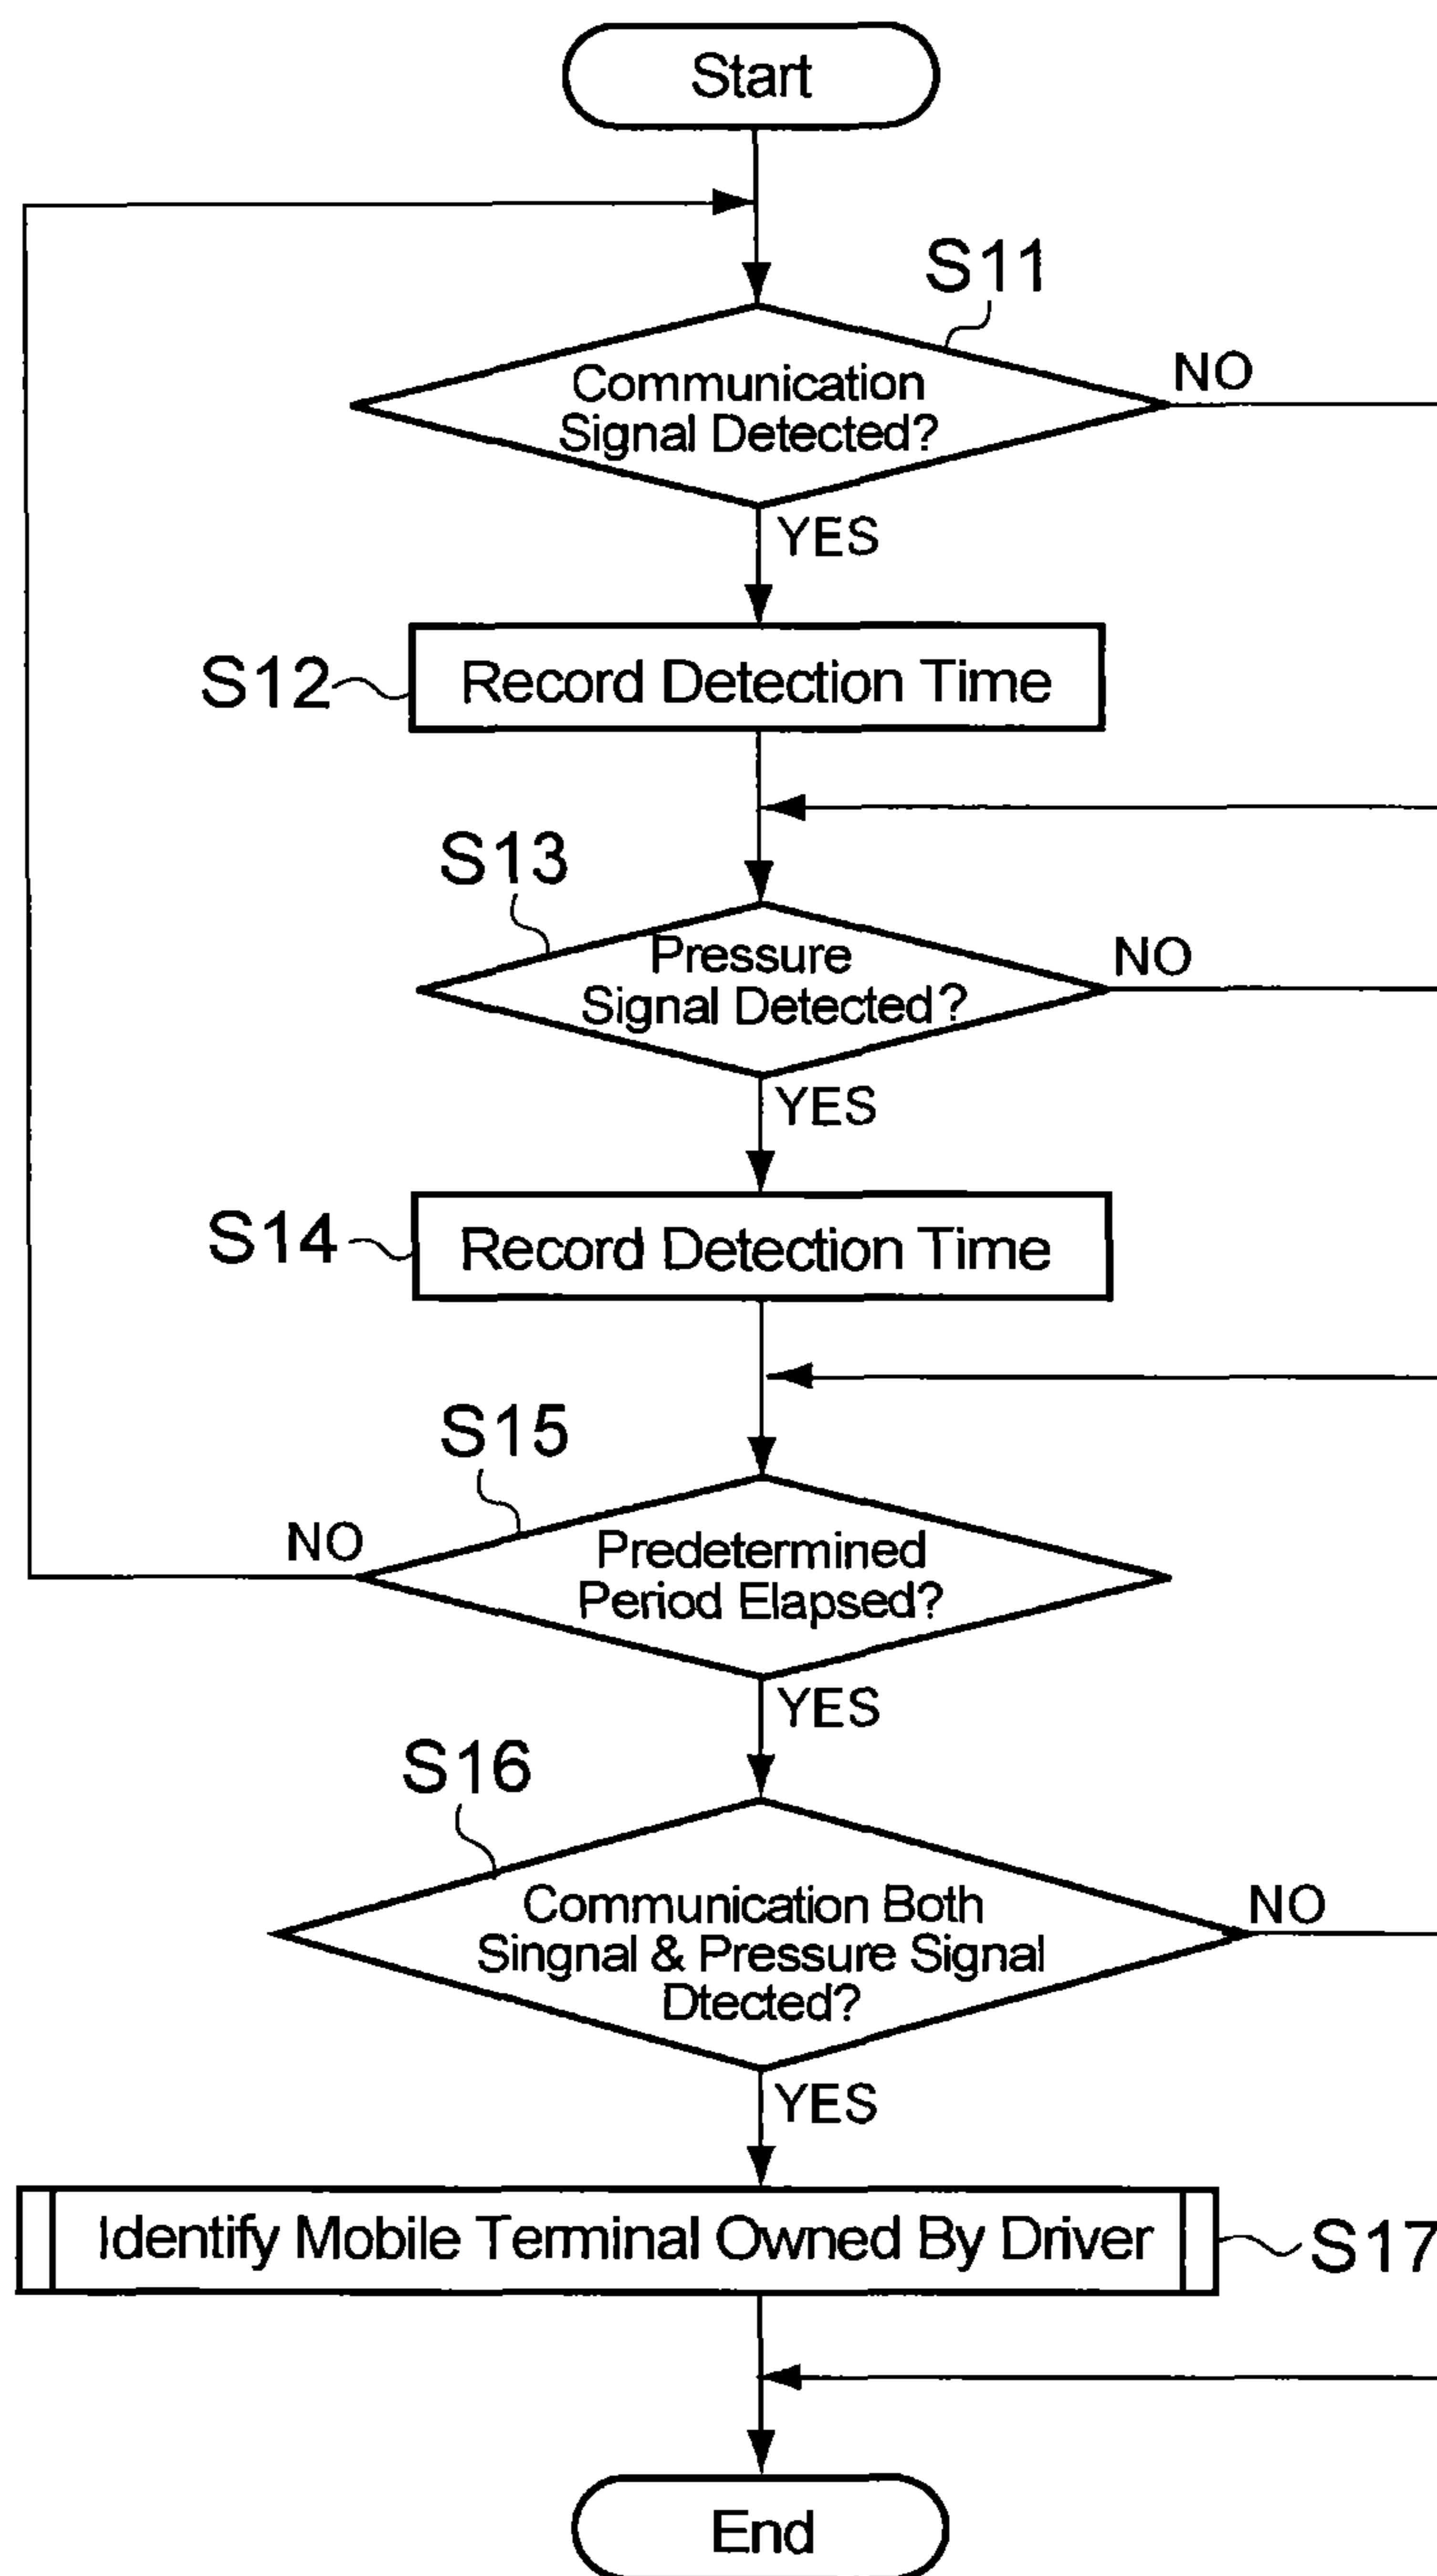 Start
S11
Communication
Signal Detected?
NO
YES
S12
Record Detection Time
S13
Pressure
Signal Detected?
NO
YES
S14
Record Detection Time
S15
NO
Predetermined
Period Elapsed?
YES
S16
Communication Both
Singnal & Pressure Signal
Dtected?
NO
YES
Identify Mobile Terminal Owned By Driver
S17
End